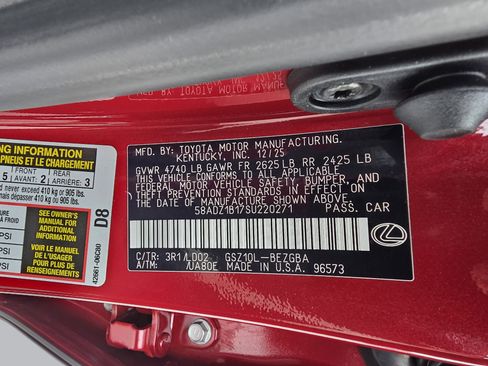 MFD. BY: TOYOTA MOTOR MANUFACTURING.
KENTUCKY, INC. 12/25
GVWR 4740 LB GAWR FR 2625 LB RR 2425 LB
THIS VEHICLE CONFORMS TO ALL APPLICABLE
FEDERAL MOTOR VEHICLE SAFETY, BUMPER, AND
THEFT PREVENTION STANDARDS IN EFFECT ON
THE DATE OF MANUFACTURE SHOWN ABOVE.
58ADZ1B17SU220271 PASS. CAR
C/TR: 3R1/LD02 GSZ10L-BEZGBA
A/TM: /UA80E MADE IN U.S.A. 96573
NG INFORMATION
PNEUS ET LE CHARGEMENT
5 FRONT AVANT 2 REAR ARRIÈRE 3
never exceed 410 kg or 905 lbs.
410 kg ou 905 lb.
SEE OWNER'S
MANUAL FOR
ADDITIONAL
INFORMATION
VOIR LE MANUEL
DE L'USAGER
POUR PLUS DE
RENSEIGNEMENTS
PSI
PSI
PSI
D8
42661-06C80